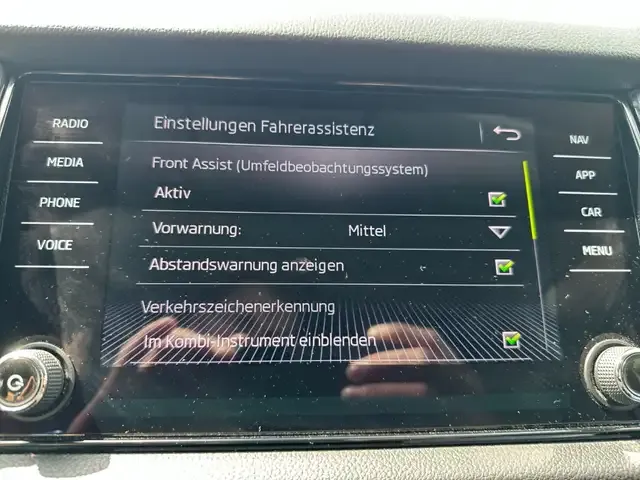 Einstellungen Fahrerassistenz
RADIO
MEDIA
PHONE
VOICE
Front Assist (Umfeldbeobachtungssystem)
Aktiv
Vorwarnung: Mittel
Abstandswarnung anzeigen
Verkehrszeichenerkennung
Im Kombi-Instrument einblenden
NAV
APP
CAR
MENU